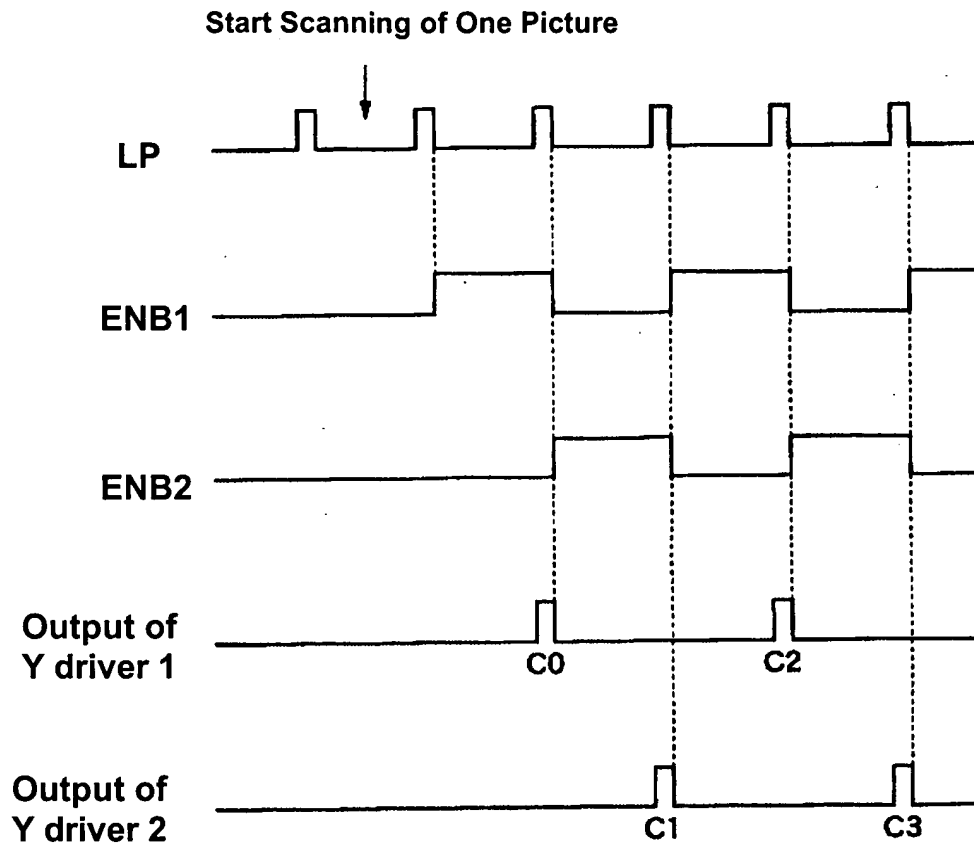 Start Scanning of One Picture
LP
ENB1
ENB2
Output of
Y driver 1
C0
C2
Output of
Y driver 2
C1
C3